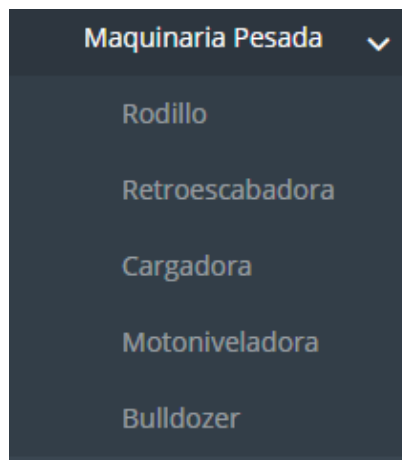 Maquinaria Pesada
Rodillo
Retroescabadora
Cargadora
Motoniveladora
Bulldozer